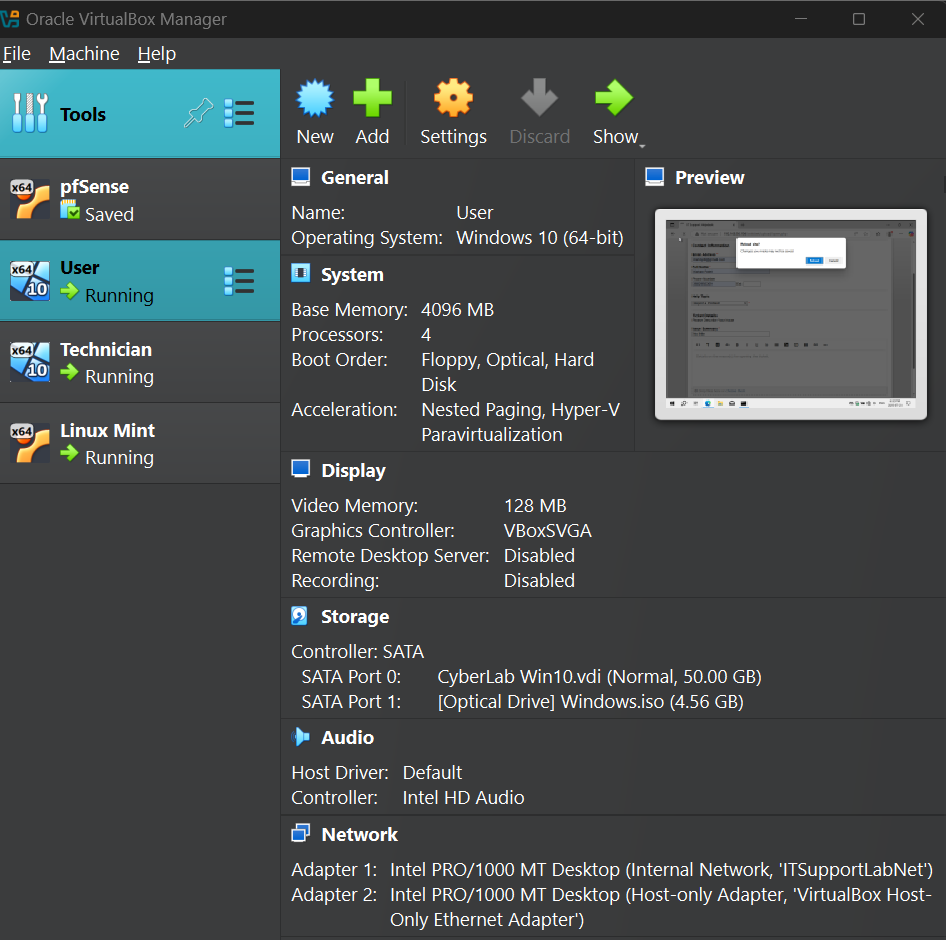 Oracle VirtualBox Manager
File Machine Help
Tools
New Add Settings Discard Show
x64 pfSense
Saved
x64 10 User
Running
x64 10 Technician
Running
x64 Linux Mint
Running
General
Name: User
Operating System: Windows 10 (64-bit)
Preview
System
Base Memory: 4096 MB
Processors: 4
Boot Order: Floppy, Optical, Hard
Disk
Acceleration: Nested Paging, Hyper-V
Paravirtualization
Display
Video Memory: 128 MB
Graphics Controller: VBoxSVGA
Remote Desktop Server: Disabled
Recording: Disabled
Storage
Controller: SATA
SATA Port 0: CyberLab Win10.vdi (Normal, 50.00 GB)
SATA Port 1: [Optical Drive] Windows.iso (4.56 GB)
Audio
Host Driver: Default
Controller: Intel HD Audio
Network
Adapter 1: Intel PRO/1000 MT Desktop (Internal Network, 'ITSupportLabNet')
Adapter 2: Intel PRO/1000 MT Desktop (Host-only Adapter, 'VirtualBox Host-
Only Ethernet Adapter')